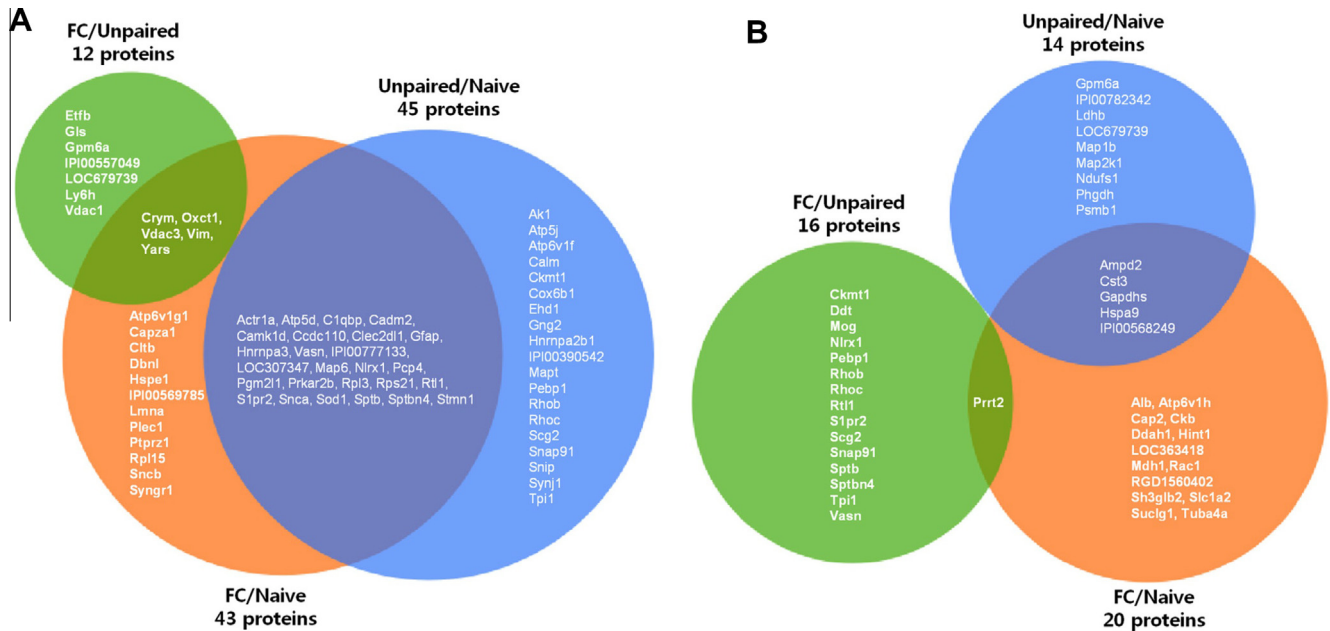 A
FC/Unpaired
12 proteins
Unpaired/Naive
45 proteins
Etfb
Gls
Gpm6a
IPI00557049
LOC679739
Ly6h
Vdac1
Crym, Oxct1,
Vdac3, Vim,
Yars
Atp6v1g1
Capza1
Cltb
Dbnl
Hspe1
IPI00569785
Lmna
Plec1
Ptprz1
Rpl15
Sncb
Syngr1
Actr1a, Atp5d, C1qbp, Cadm2,
Camk1d, Ccdc110, Clec2dl1, Gfap,
Hnrnpa3, Vasn, IPI00777133,
LOC307347, Map6, Nlrx1, Pcp4,
Pgm2l1, Prkar2b, Rpl3, Rps21, Rtl1,
S1pr2, Snca, Sod1, Sptb, Sptbn4, Stmn1
Ak1
Atp5j
Atp6v1f
Calm
Ckmt1
Cox6b1
Ehd1
Gng2
Hnrnpa2b1
IPI00390542
Mapt
Pebp1
Rhob
Rhoc
Scg2
Snap91
Snip
Synj1
Tpi1
FC/Naive
43 proteins
B
Unpaired/Naive
14 proteins
Gpm6a
IPI00782342
Ldhb
LOC679739
Map1b
Map2k1
Ndufs1
Phgdh
Psmb1
FC/Unpaired
16 proteins
Ampd2
Cst3
Gapdhs
Hspa9
IPI00568249
Ckmt1
Ddt
Mog
Nlrx1
Pebp1
Rhob
Rhoc
Rtl1
S1pr2
Scg2
Snap91
Sptb
Sptbn4
Tpi1
Vasn
Prrt2
Alb, Atp6v1h
Cap2, Ckb
Ddah1, Hint1
LOC363418
Mdh1,Rac1
RGD1560402
Sh3glb2, Slc1a2
Suclg1, Tuba4a
FC/Naive
20 proteins